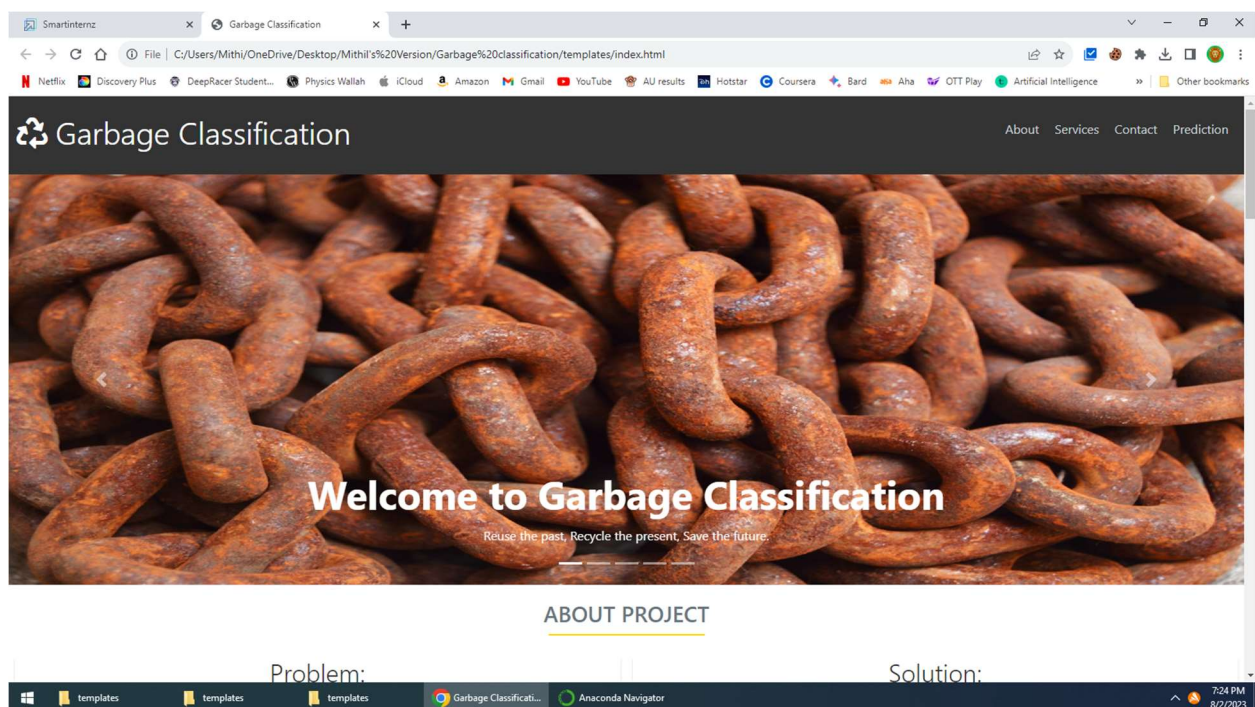 Smartinternz
Garbage Classification
File | C:/Users/Mithi/OneDrive/Desktop/Mithil's%20Version/Garbage%20classification/templates/index.html
Netflix Discovery Plus DeepRacer Student... Physics Wallah iCloud Amazon Gmail YouTube AU results Hotstar Coursera Bard Aha OTT Play Artificial Intelligence » Other bookmarks
Garbage Classification
About Services Contact Prediction
Welcome to Garbage Classification
Reuse the past, Recycle the present, Save the future.
ABOUT PROJECT
Problem: Solution:
templates templates templates Garbage Classificati... Anaconda Navigator
7:24 PM
8/2/2023